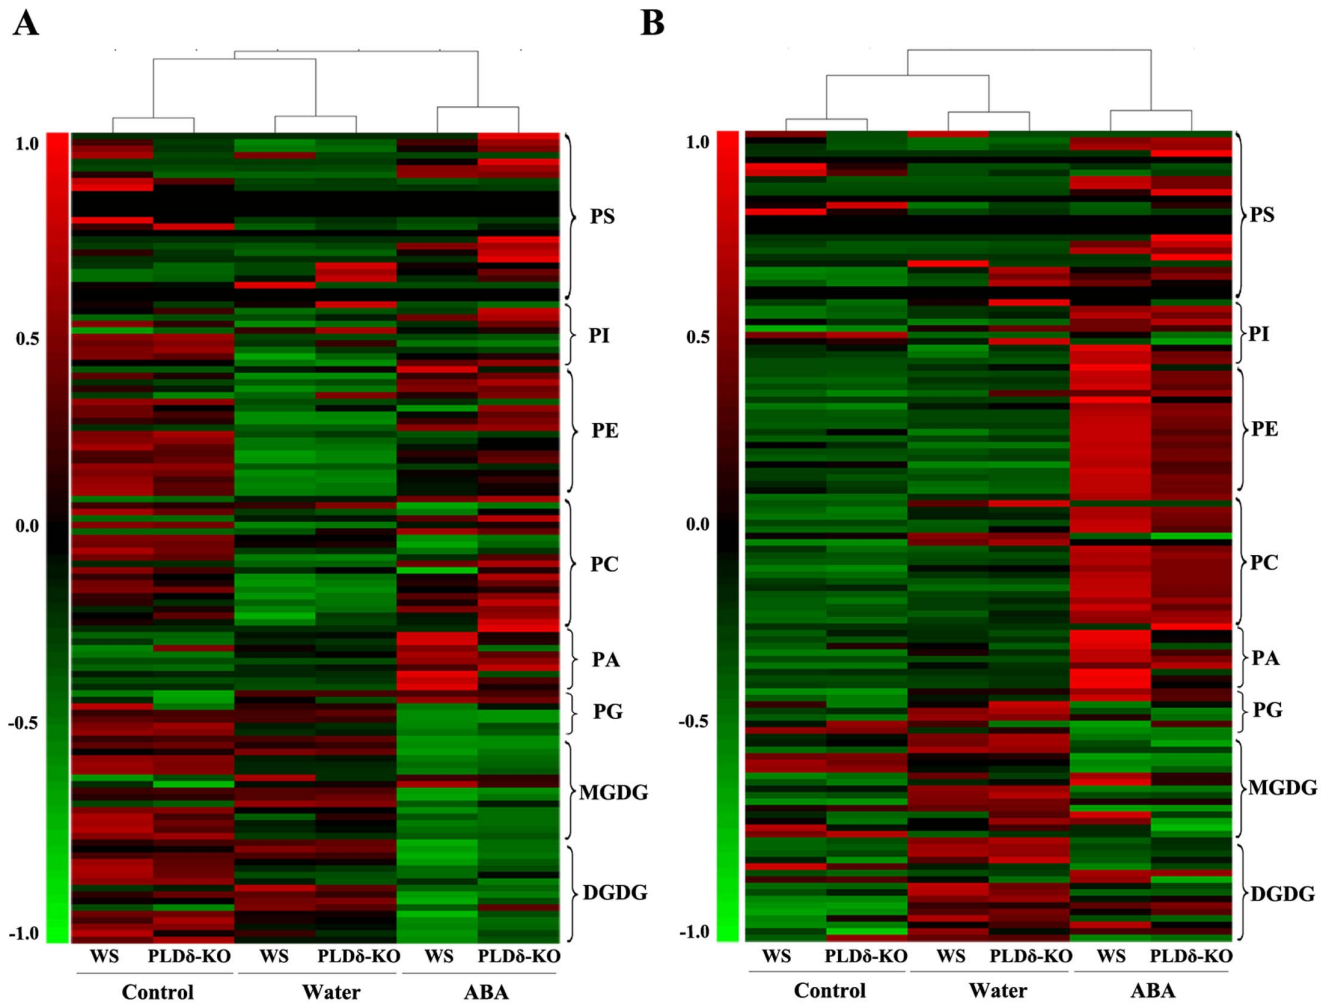 A
B
1.0
0.5
0.0
-0.5
-1.0
PS
PI
PE
PC
PA
PG
MGDG
DGDG
WS PLDδ-KO WS PLDδ-KO WS PLDδ-KO
Control Water ABA
1.0
0.5
0.0
-0.5
-1.0
PS
PI
PE
PC
PA
PG
MGDG
DGDG
WS PLDδ-KO WS PLDδ-KO WS PLDδ-KO
Control Water ABA